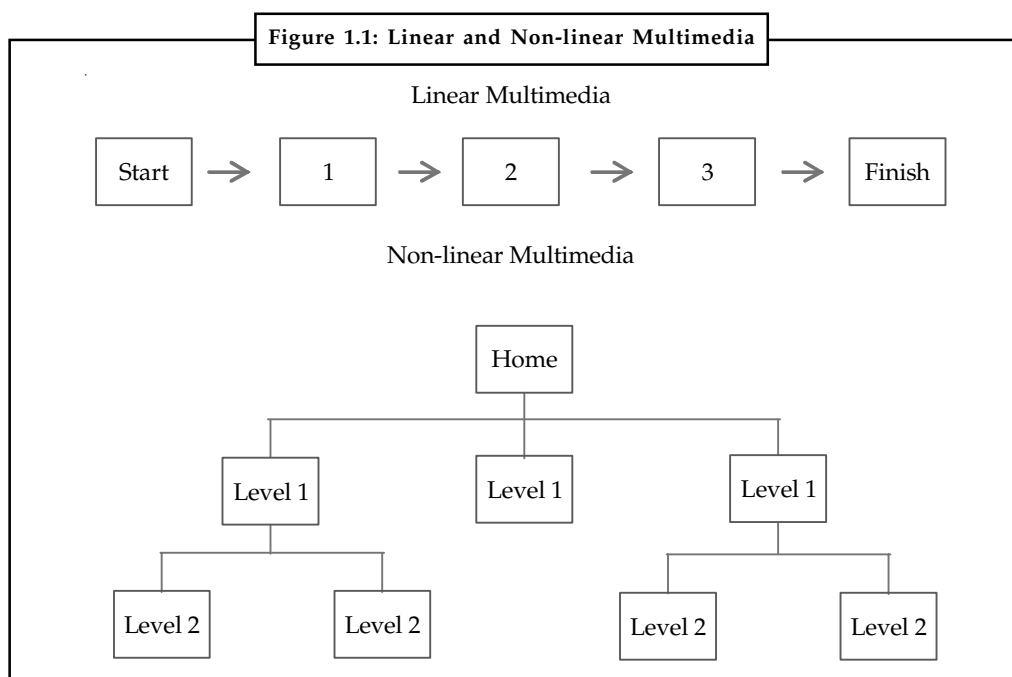 Figure 1.1: Linear and Non-linear Multimedia
Linear Multimedia
Start 1 2 3 Finish
Non-linear Multimedia
Home
Level 1 Level 1 Level 1
Level 2 Level 2 Level 2 Level 2